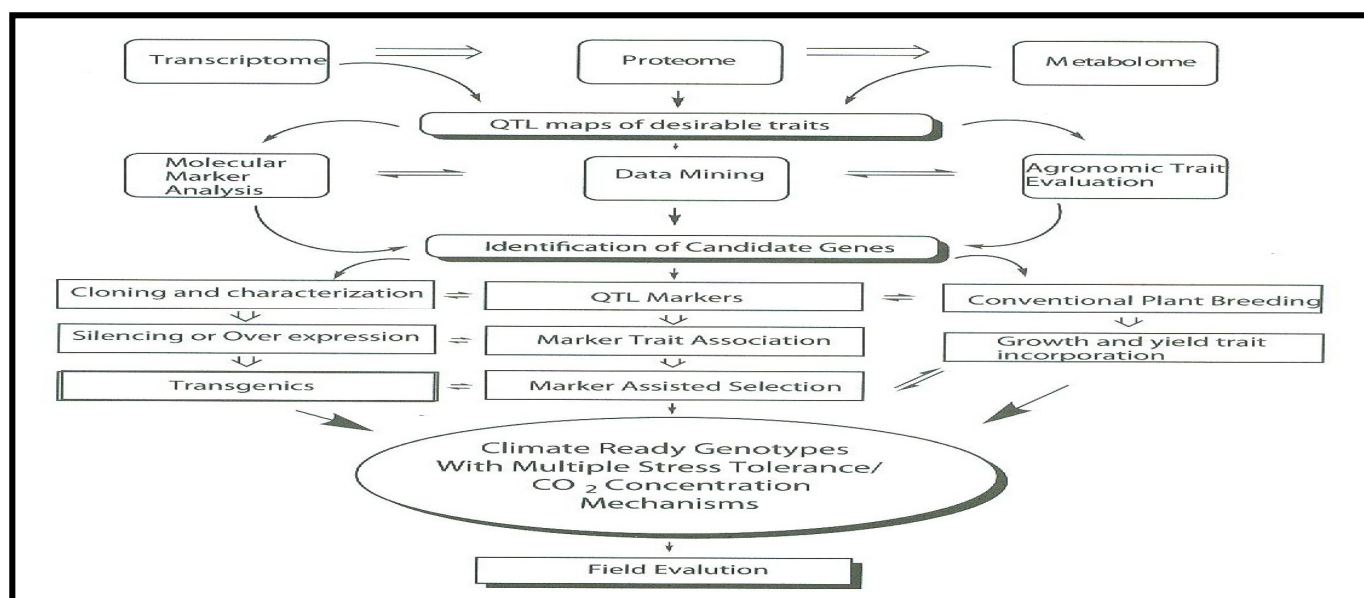 Transcriptome
Proteome
Metabolome
QTL maps of desirable traits
Molecular
Marker
Analysis
Data Mining
Agronomic Trait
Evaluation
Identification of Candidate Genes
Cloning and characterization
QTL Markers
Conventional Plant Breeding
Silencing or Over expression
Marker Trait Association
Growth and yield trait
incorporation
Transgenics
Marker Assisted Selection
Climate Ready Genotypes
With Multiple Stress Tolerance/
CO 2 Concentration
Mechanisms
Field Evalution